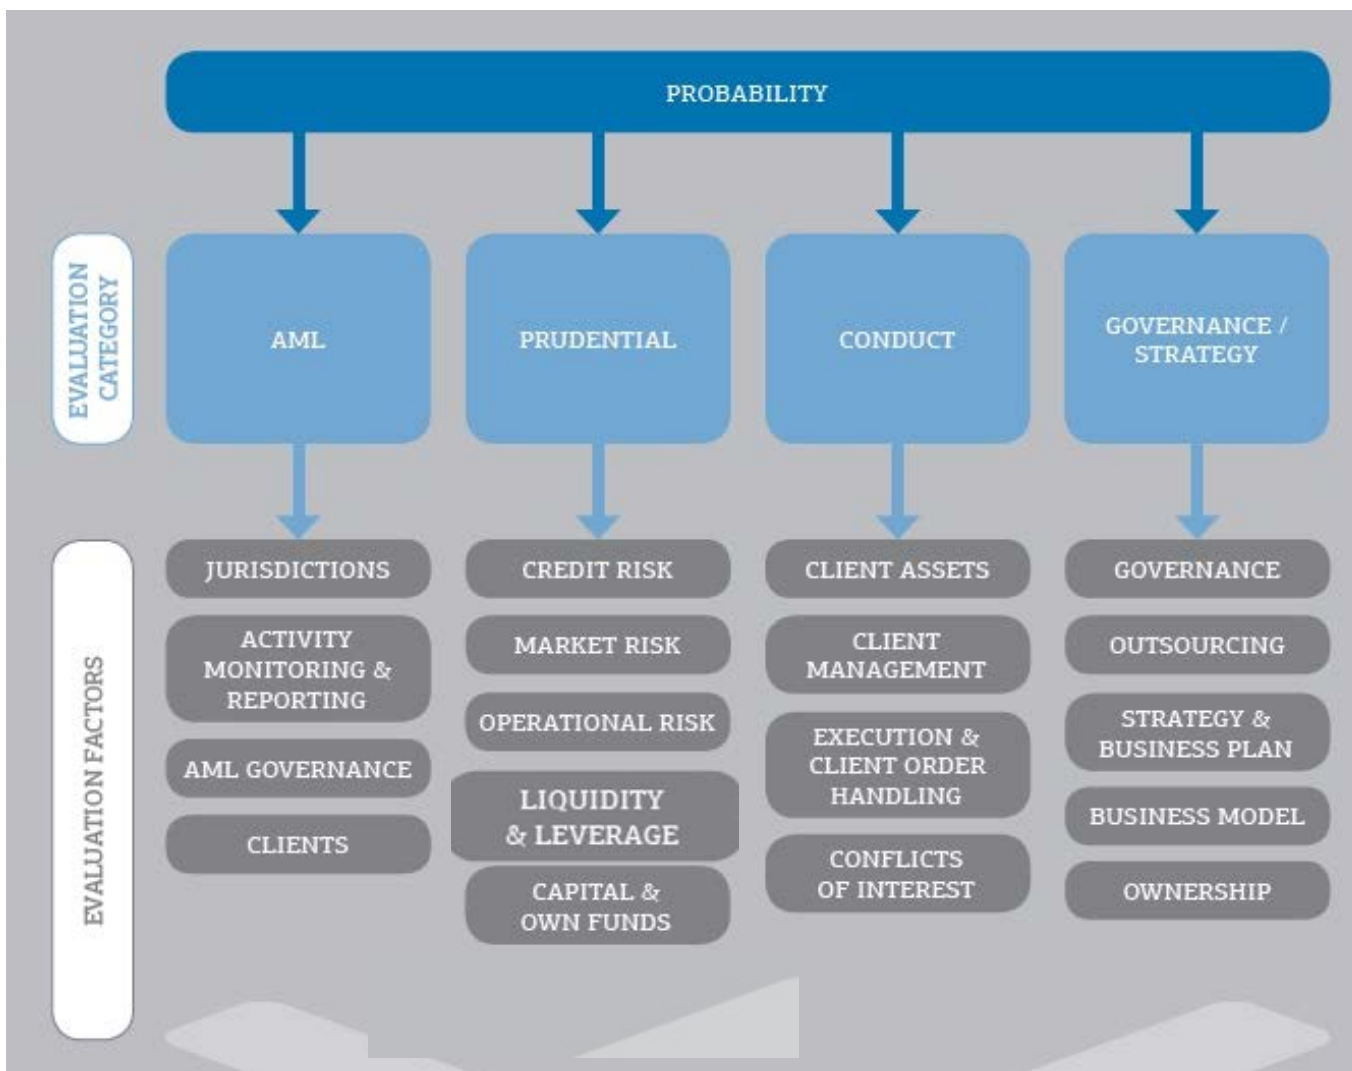 PROBABILITY
EVALUATION
CATEGORY
AML
PRUDENTIAL
CONDUCT
GOVERNANCE /
STRATEGY
EVALUATION FACTORS
JURISDICTIONS
ACTIVITY
MONITORING &
REPORTING
AML GOVERNANCE
CLIENTS
CREDIT RISK
MARKET RISK
OPERATIONAL RISK
LIQUIDITY
& LEVERAGE
CAPITAL &
OWN FUNDS
CLIENT ASSETS
CLIENT
MANAGEMENT
EXECUTION &
CLIENT ORDER
HANDLING
CONFLICTS
OF INTEREST
GOVERNANCE
OUTSOURCING
STRATEGY &
BUSINESS PLAN
BUSINESS MODEL
OWNERSHIP